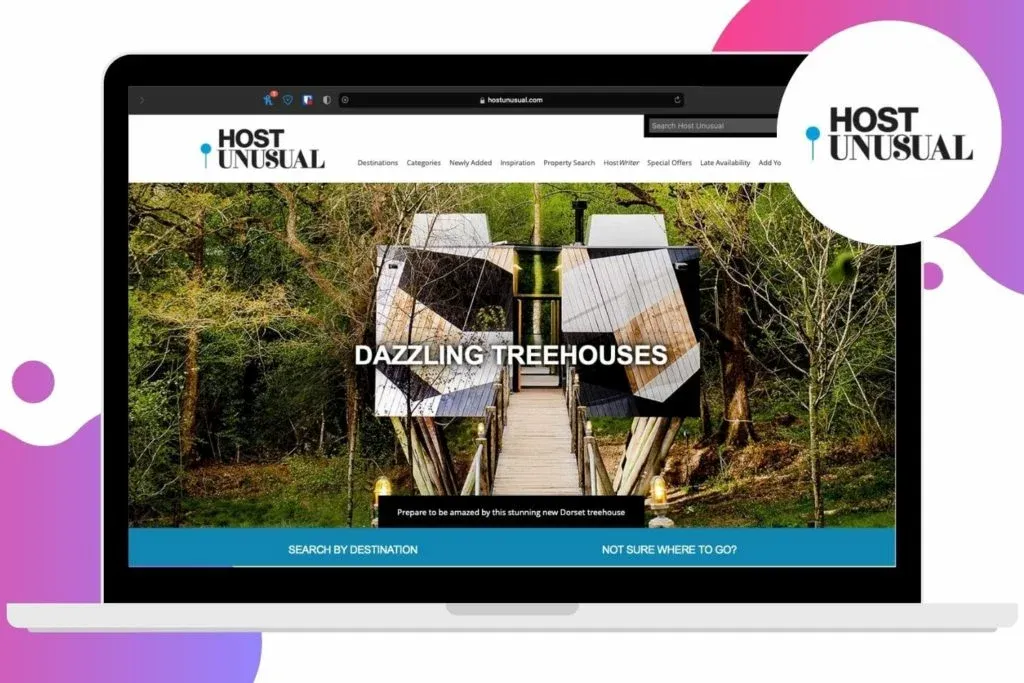 1
hostunusual.com
Search Host Unusual
HOST
UNUSUAL
Destinations Categories Newly Added Inspiration Property Search HostWriter Special Offers Late Availability Add Yo
HOST
UNUSUAL
DAZZLING TREEHOUSES
Prepare to be amazed by this stunning new Dorset treehouse
SEARCH BY DESTINATION NOT SURE WHERE TO GO?